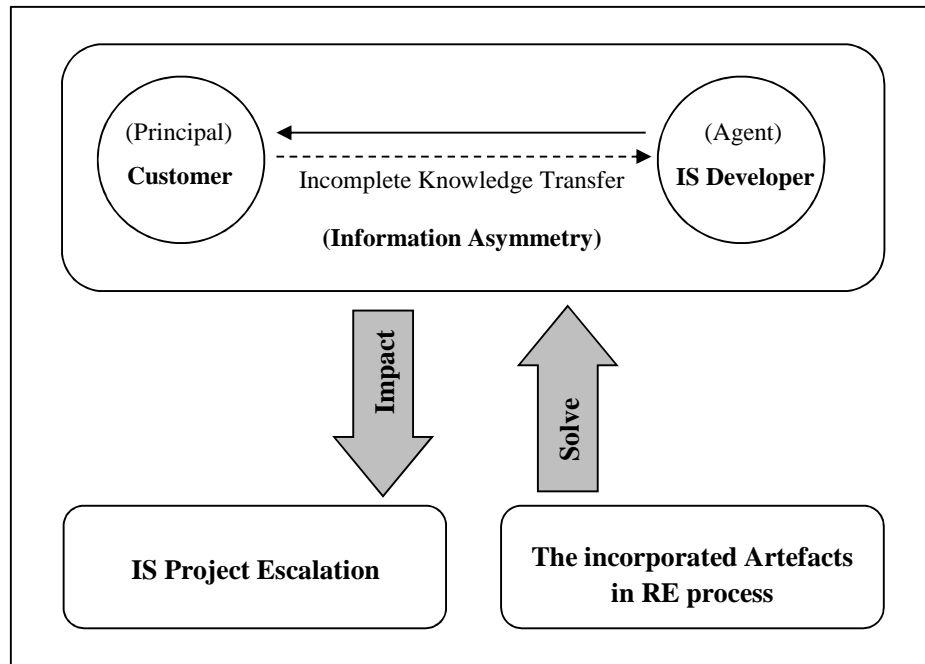 (Principal)
Customer
(Agent)
IS Developer
Incomplete Knowledge Transfer
(Information Asymmetry)
Impact
Solve
IS Project Escalation
The incorporated Artefacts
in RE process